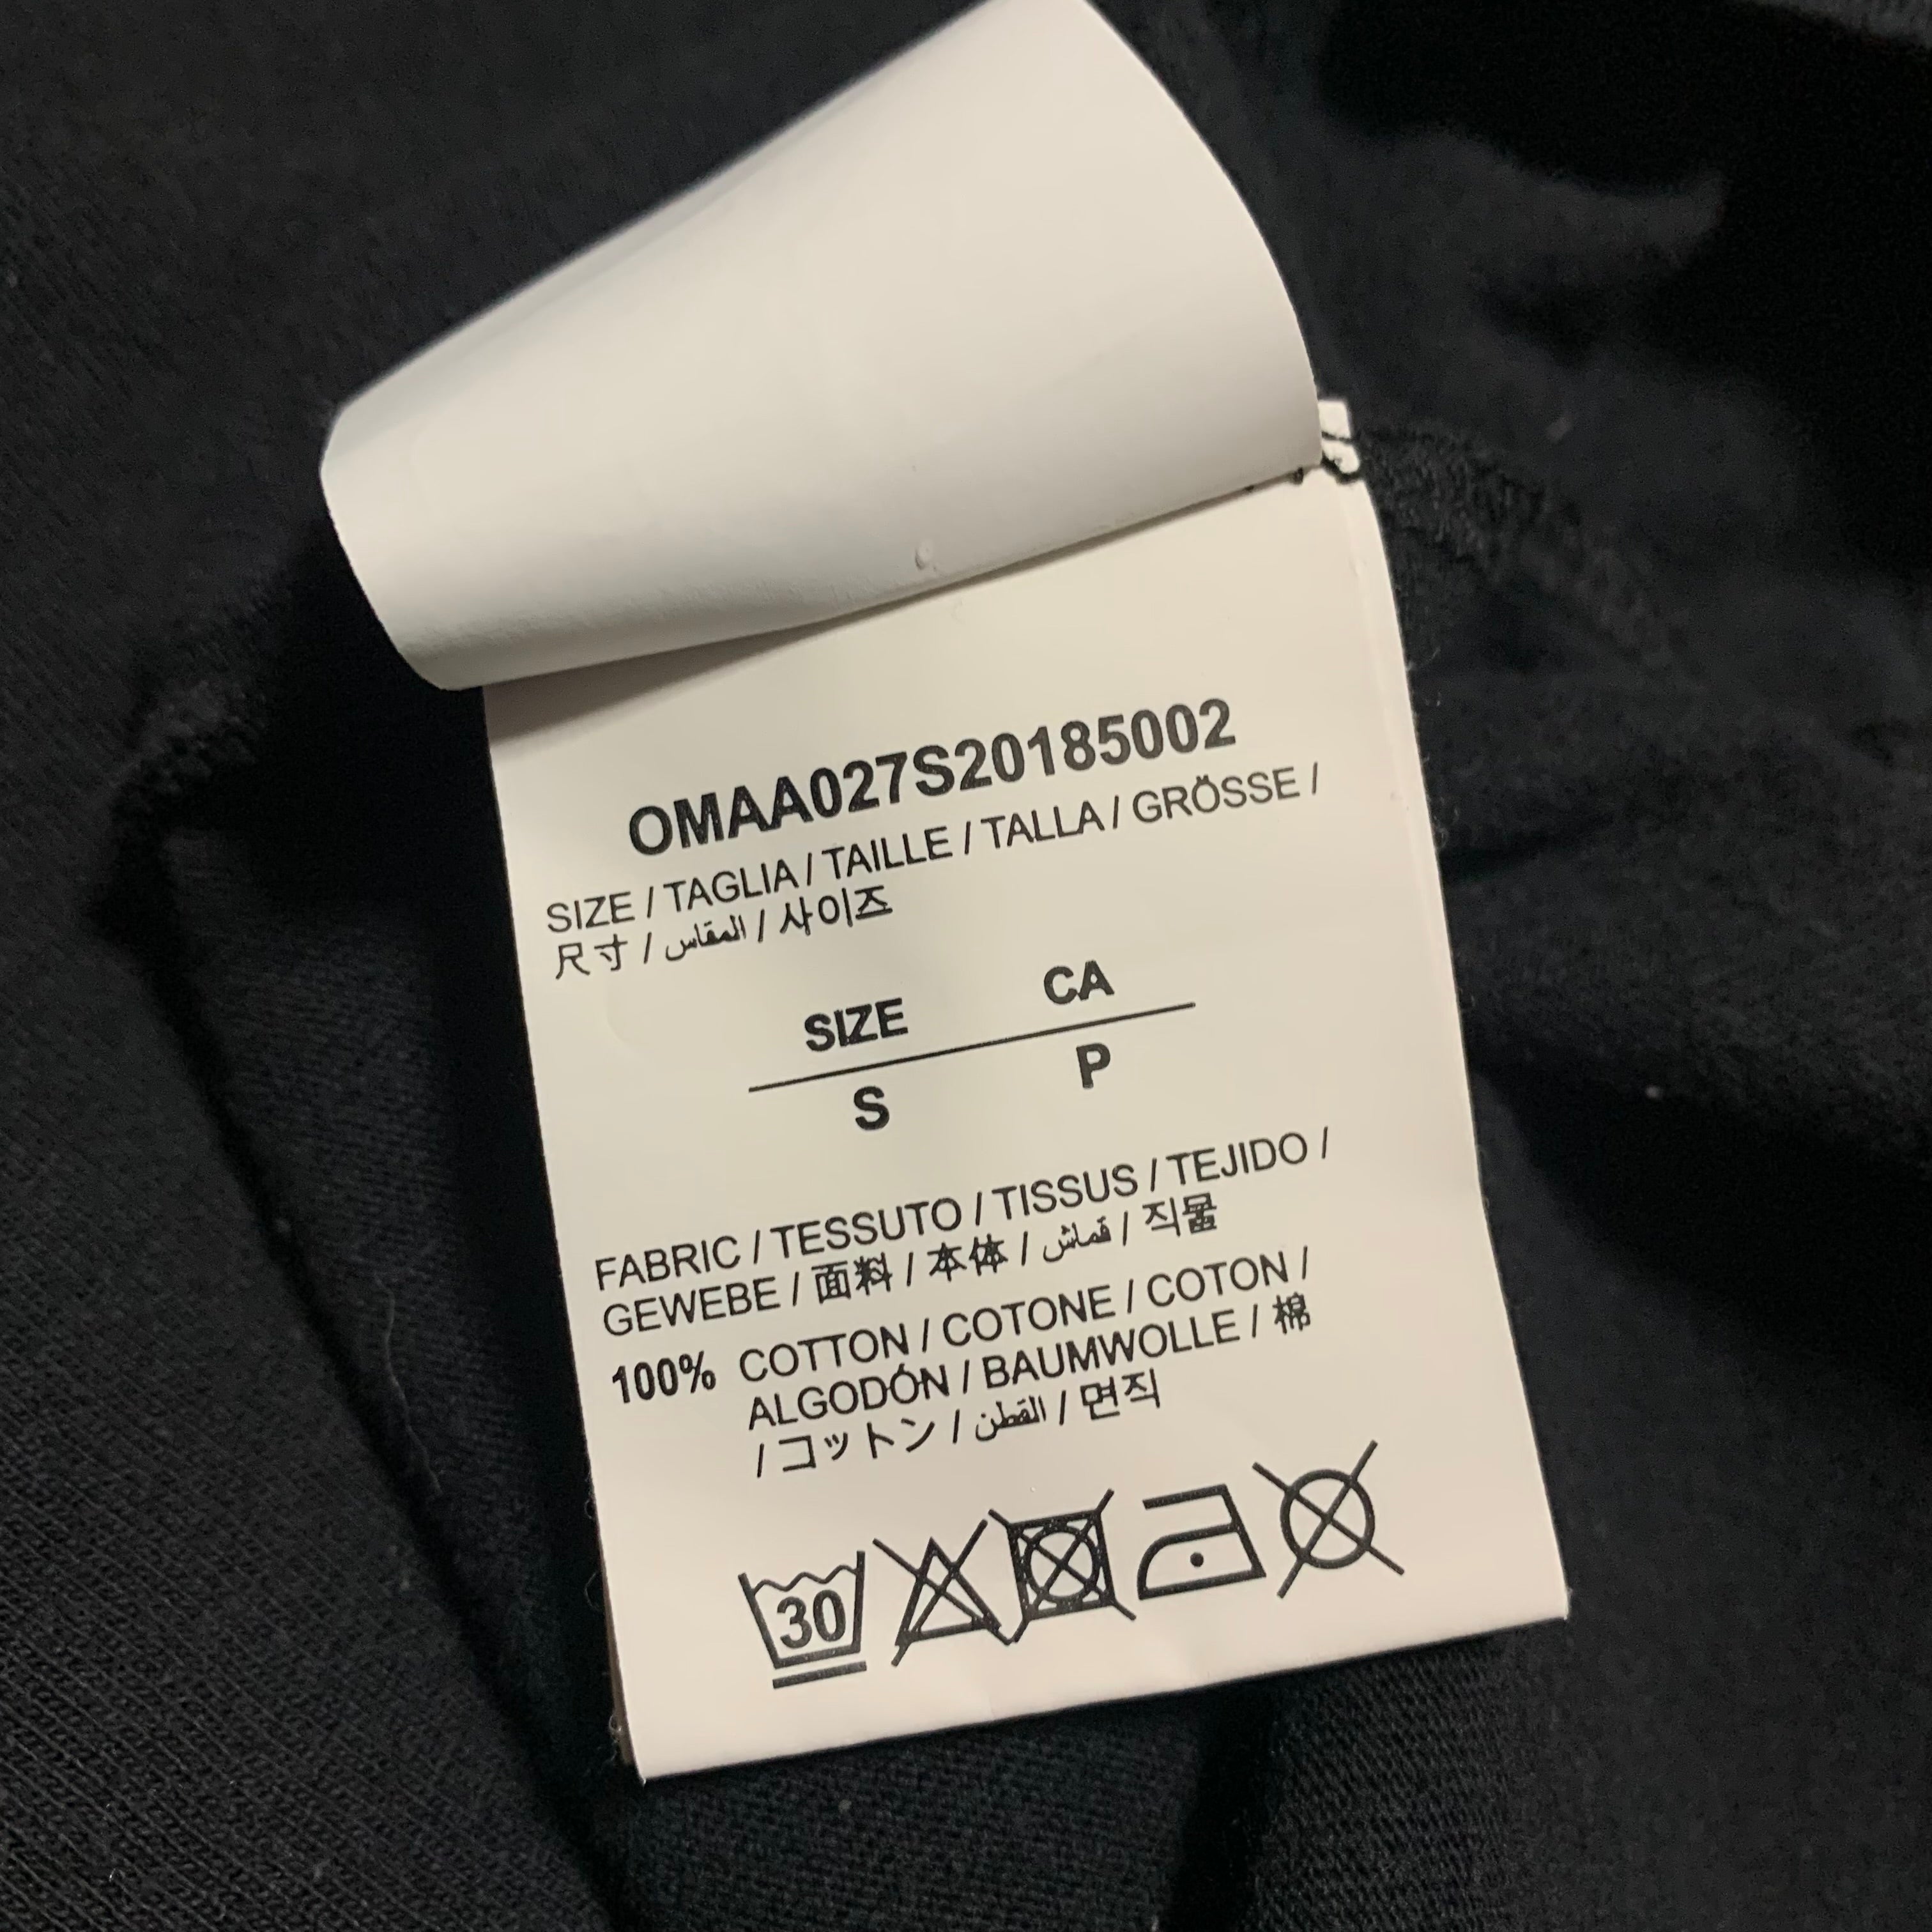 OMAA027S20185002
SIZE / TAGLIA / TAILLE / TALLA / GRÖSSE /
尺寸 / المقاس / 사이즈
SIZE CA
S P
FABRIC / TESSUTO / TISSUS / TEJIDO /
GEWEBE / 面料 / 本体 / قماش / 직물
100% COTTON / COTONE / COTON /
ALGODÓN / BAUMWOLLE / 棉
/ コットン / القطن / 면직
30